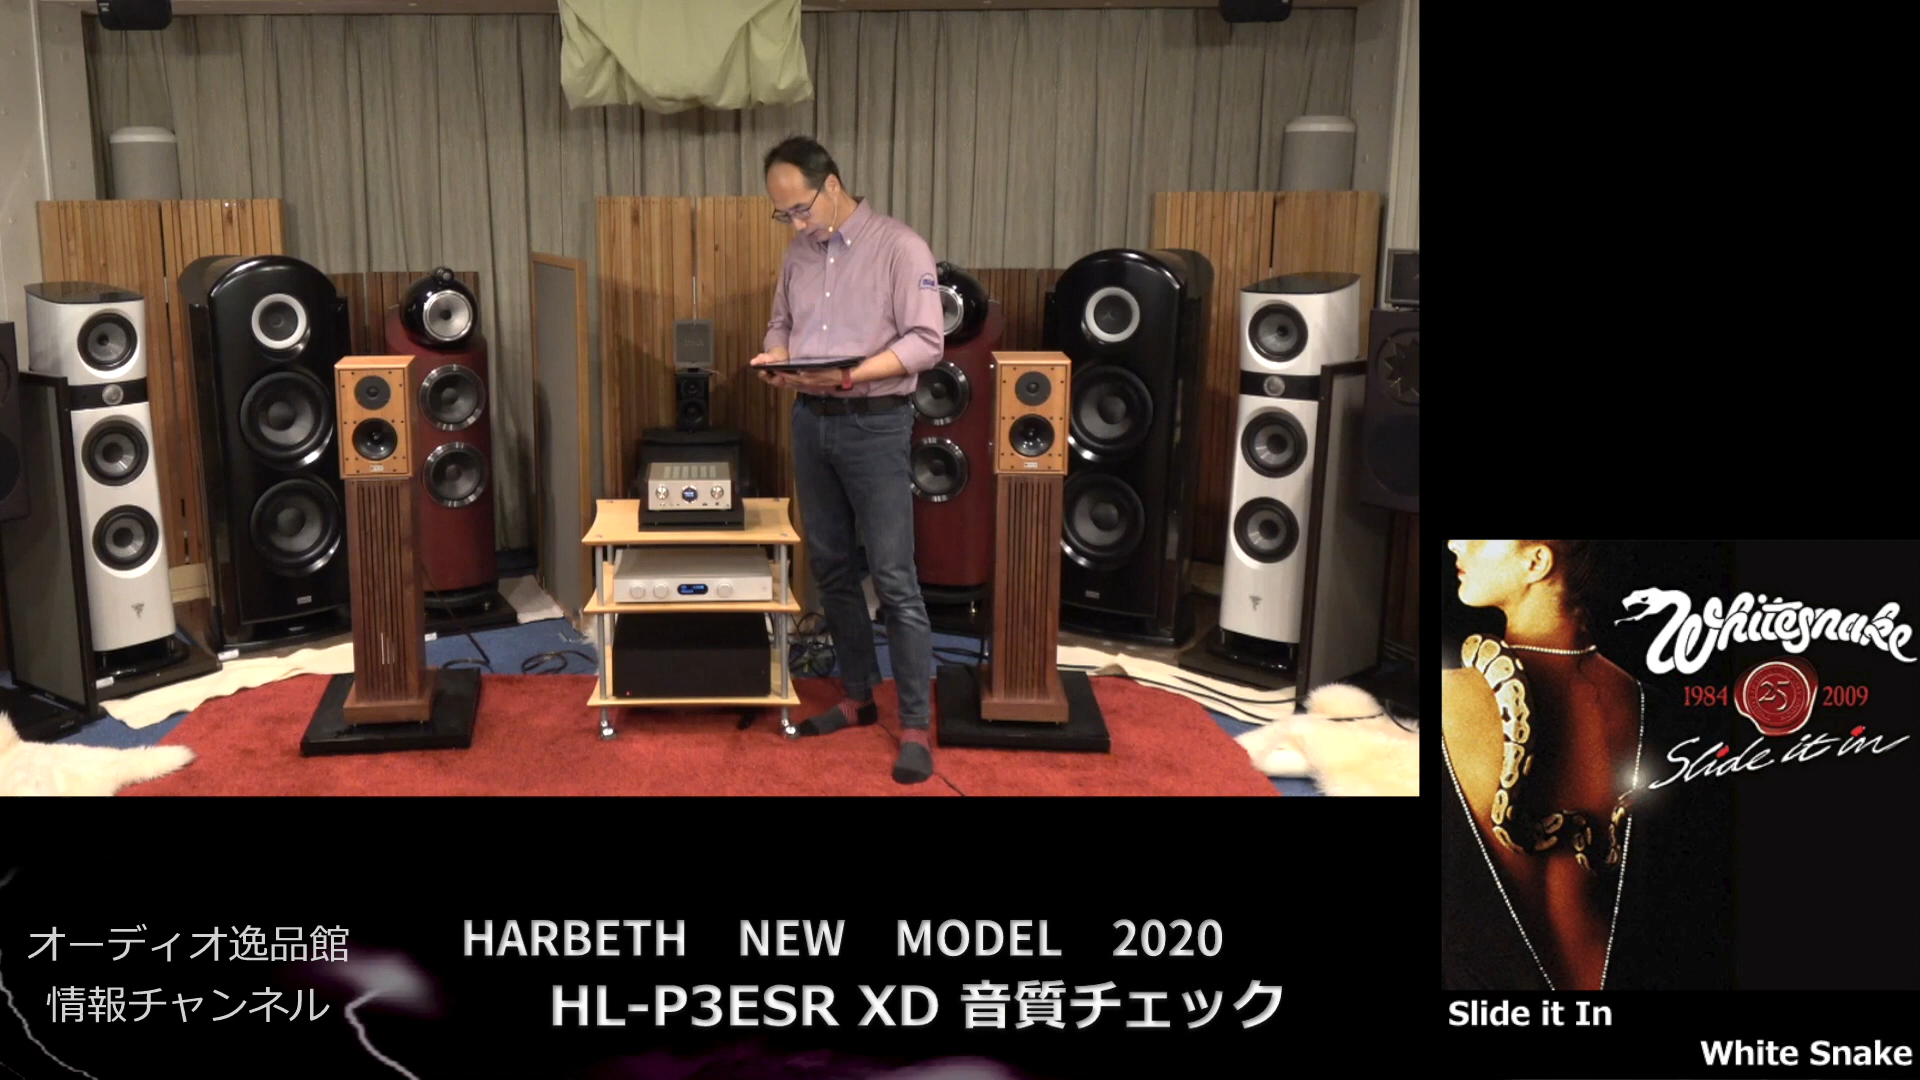 オーディオ逸品館
情報チャンネル
HARBETH NEW MODEL 2020
HL-P3ESR XD 音質チェック
Whitesnake
1984 25 2009
Slide it in
Slide it In
White Snake